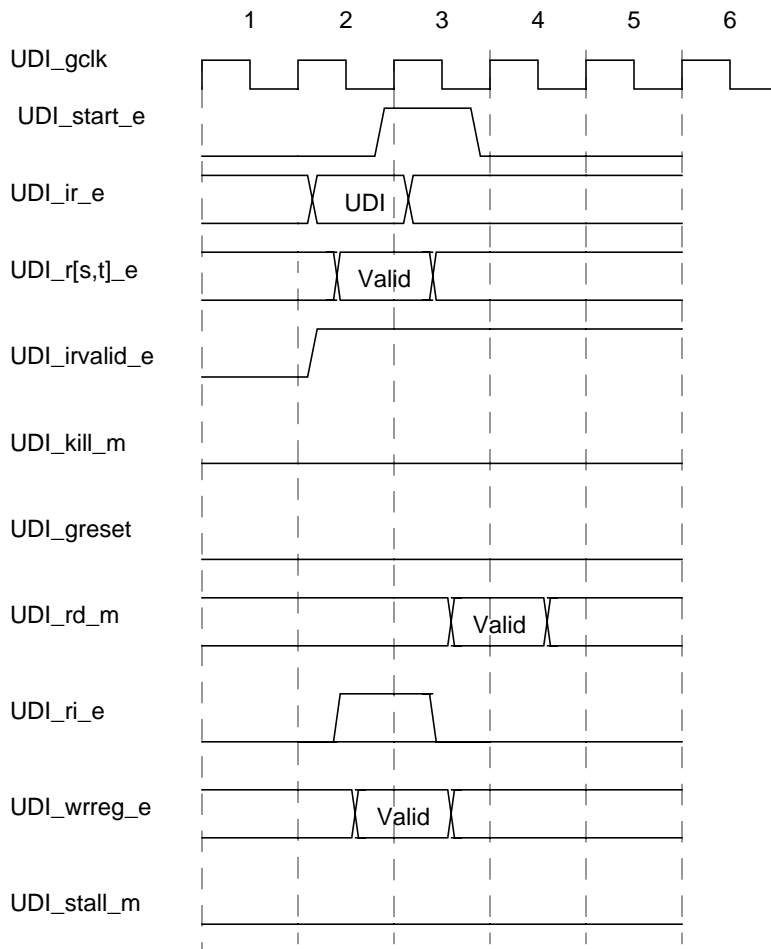 1 2 3 4 5 6
UDI_gclk
UDI_start_e
UDI_ir_e UDI
UDI_r[s,t]_e Valid
UDI_irvalid_e
UDI_kill_m
UDI_greset
UDI_rd_m Valid
UDI_ri_e
UDI_wrreg_e Valid
UDI_stall_m